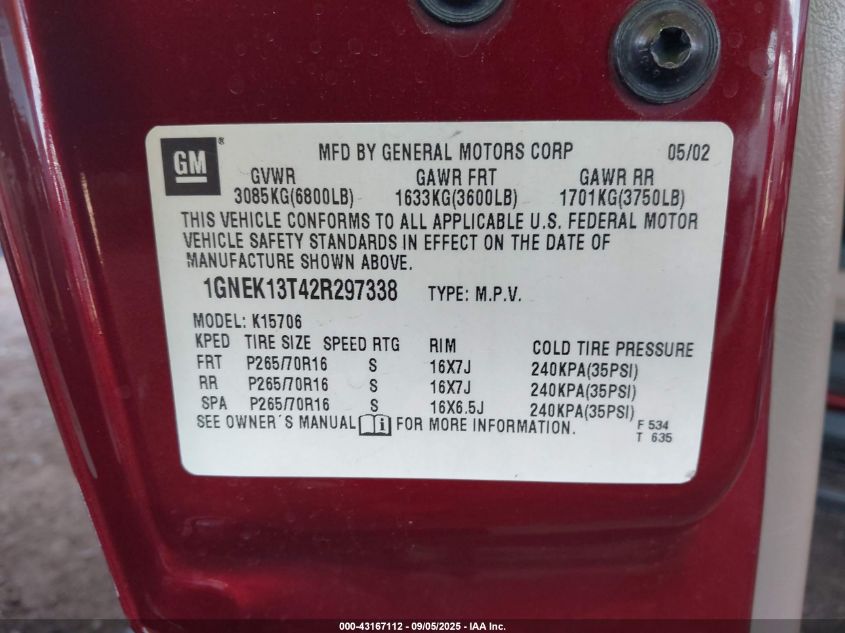 GM ® MFD BY GENERAL MOTORS CORP 05/02
GVWR GAWR FRT GAWR RR
3085KG(6800LB) 1633KG(3600LB) 1701KG(3750LB)
THIS VEHICLE CONFORMS TO ALL APPLICABLE U.S. FEDERAL MOTOR
VEHICLE SAFETY STANDARDS IN EFFECT ON THE DATE OF
MANUFACTURE SHOWN ABOVE.
1GNEK13T42R297338 TYPE: M.P.V.
MODEL: K15706
KPED TIRE SIZE SPEED RTG RIM COLD TIRE PRESSURE
FRT P265/70R16 S 16X7J 240KPA(35PSI)
RR P265/70R16 S 16X7J 240KPA(35PSI)
SPA P265/70R16 S 16X6.5J 240KPA(35PSI)
SEE OWNER´S MANUAL i FOR MORE INFORMATION. F 534
T 635
000-43167112 - 09/05/2025 - IAA Inc.